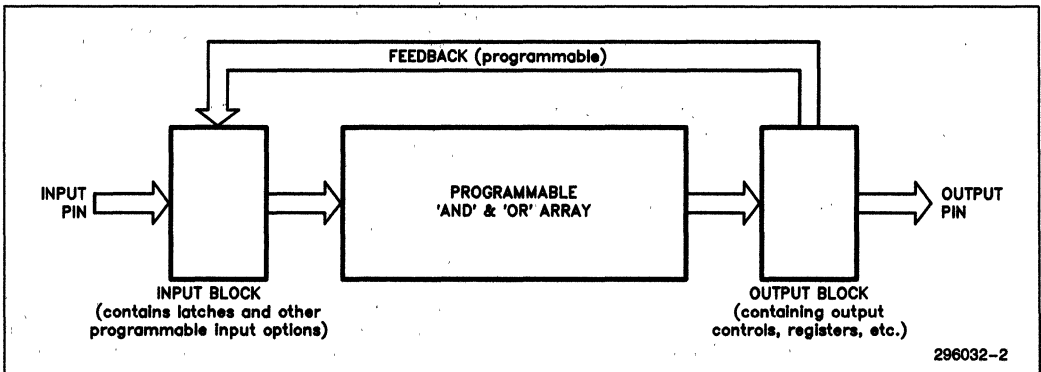 FEEDBACK (programmable)
INPUT
PIN
PROGRAMMABLE
'AND' & 'OR' ARRAY
OUTPUT
PIN
INPUT BLOCK
(contains latches and other
programmable input options)
OUTPUT BLOCK
(containing output
controls, registers, etc.)
296032-2